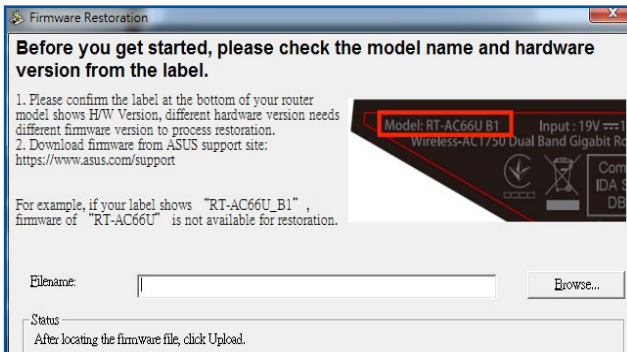 Firmware Restoration
Before you get started, please check the model name and hardware
version from the label.
1. Please confirm the label at the bottom of your router
model shows H/W Version, different hardware version needs
different firmware version to process restoration.
2. Download firmware from ASUS support site:
https://www.asus.com/support
For example, if your label shows “RT-AC66U_B1”,
firmware of “RT-AC66U” is not available for restoration.
Model: RT-AC66U B1 Input : 19V
Wireless-AC1750 Dual Band Gigabit Ro
Com
IDA S
DB
Filename:
Browse...
Status
After locating the firmware file, click Upload.